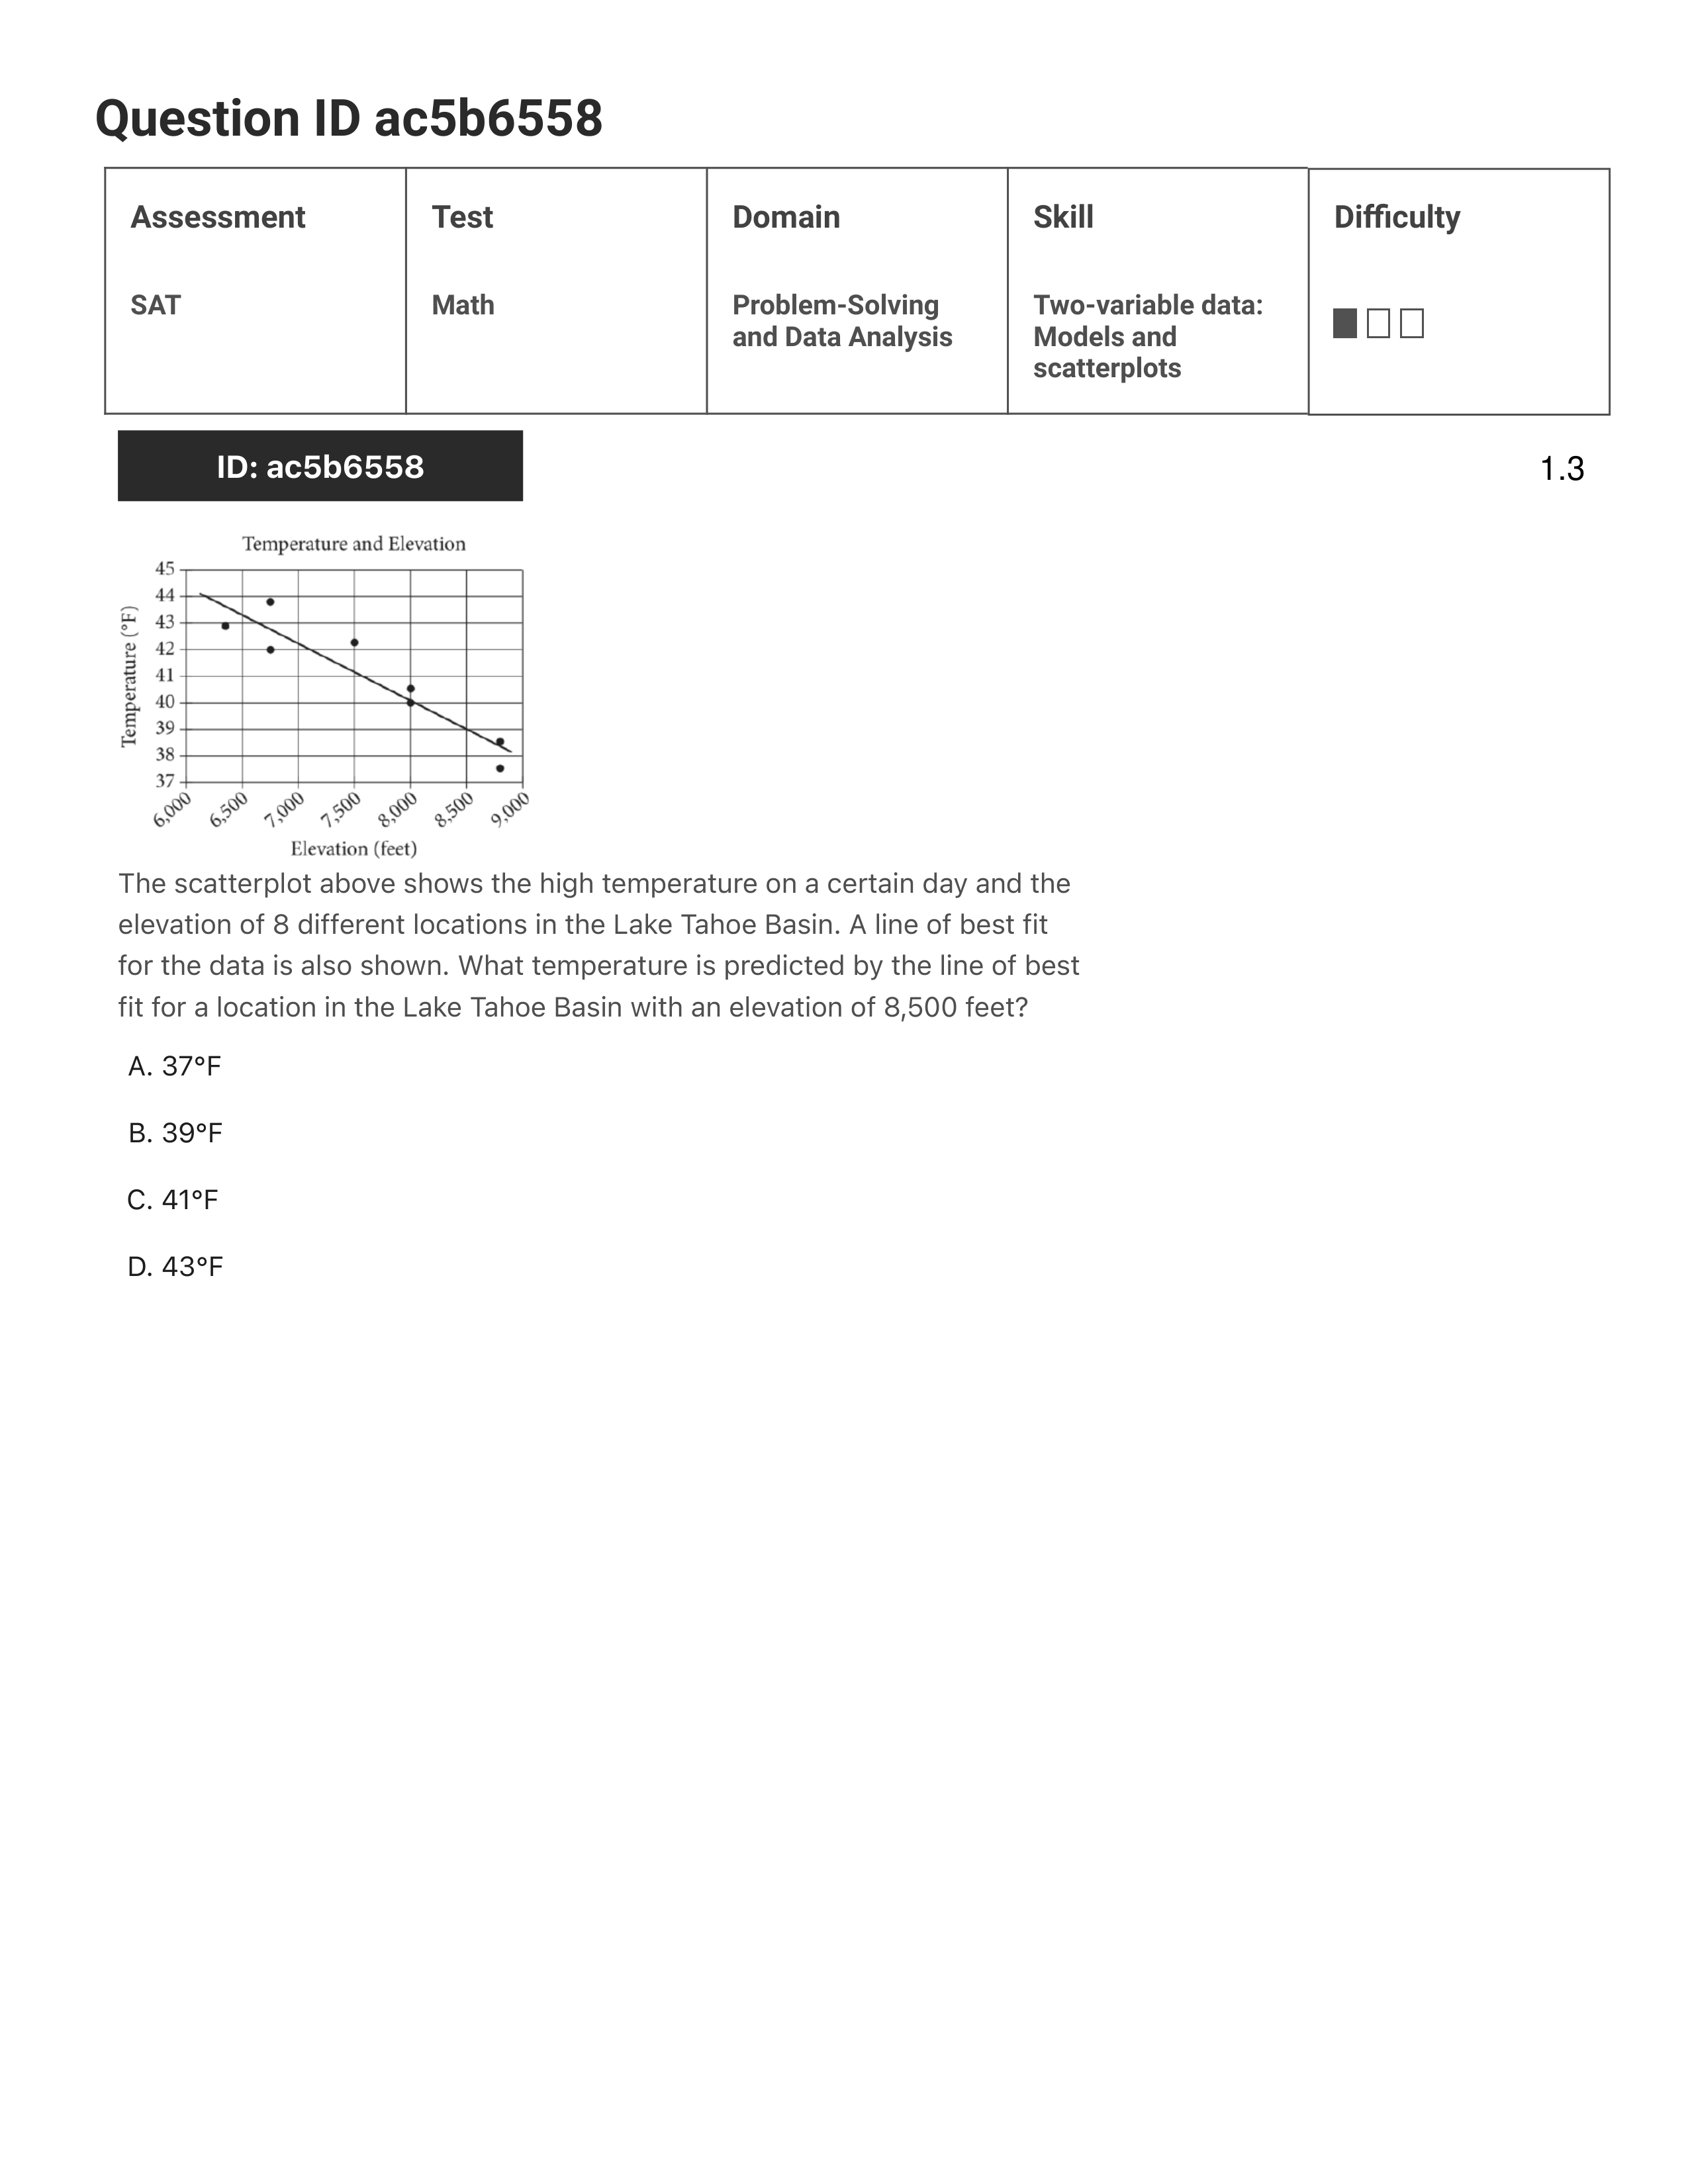 Question ID ac5b6558
Assessment
Test
Domain
Skill
Difficulty
SAT
Math
Problem-Solving
and Data Analysis
Two-variable data:
Models and
scatterplots
ID: ac5b6558
1.3
Temperature and Elevation
Temperature (°F)
45
44
43
42
41
40
39
38
37
6,000
6,500
7,000
7,500
8,000
8,500
9,000
Elevation (feet)
The scatterplot above shows the high temperature on a certain day and the
elevation of 8 different locations in the Lake Tahoe Basin. A line of best fit
for the data is also shown. What temperature is predicted by the line of best
fit for a location in the Lake Tahoe Basin with an elevation of 8,500 feet?
A. 37°F
B. 39°F
C. 41°F
D. 43°F